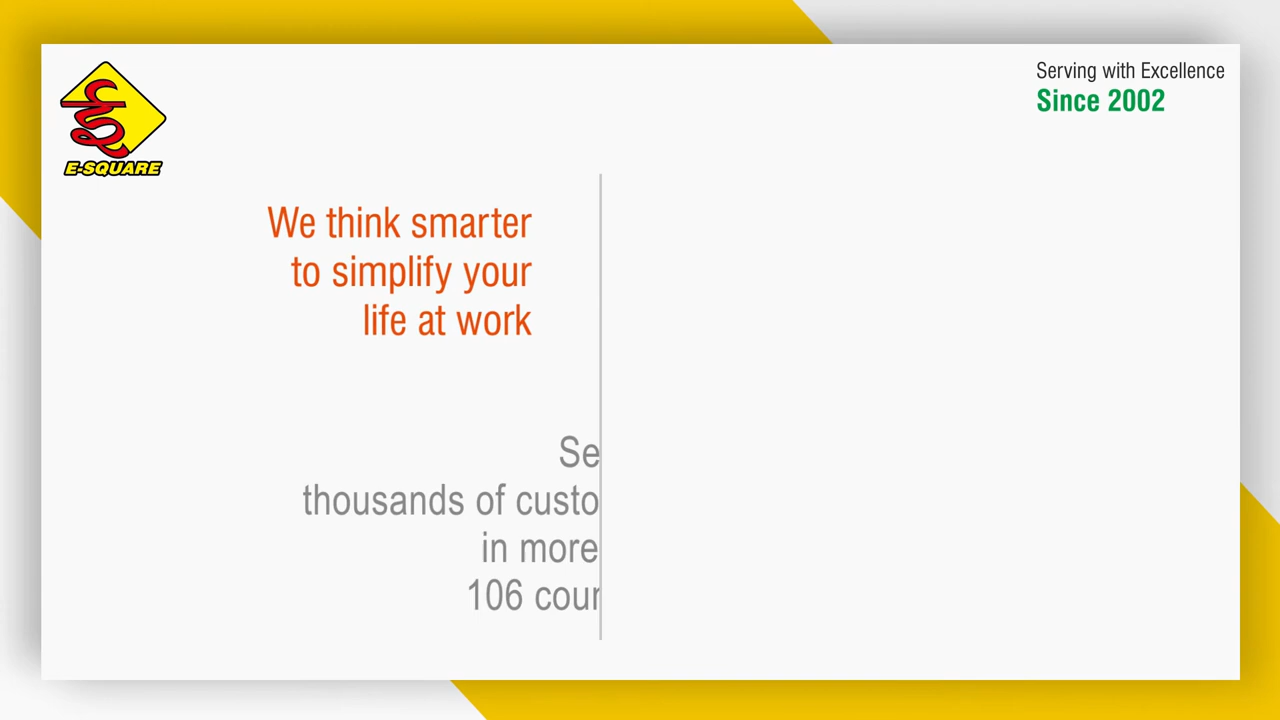 E-SQUARE
Serving with Excellence
Since 2002
We think smarter
to simplify your
life at work
Se
thousands of custo
in more
106 cour